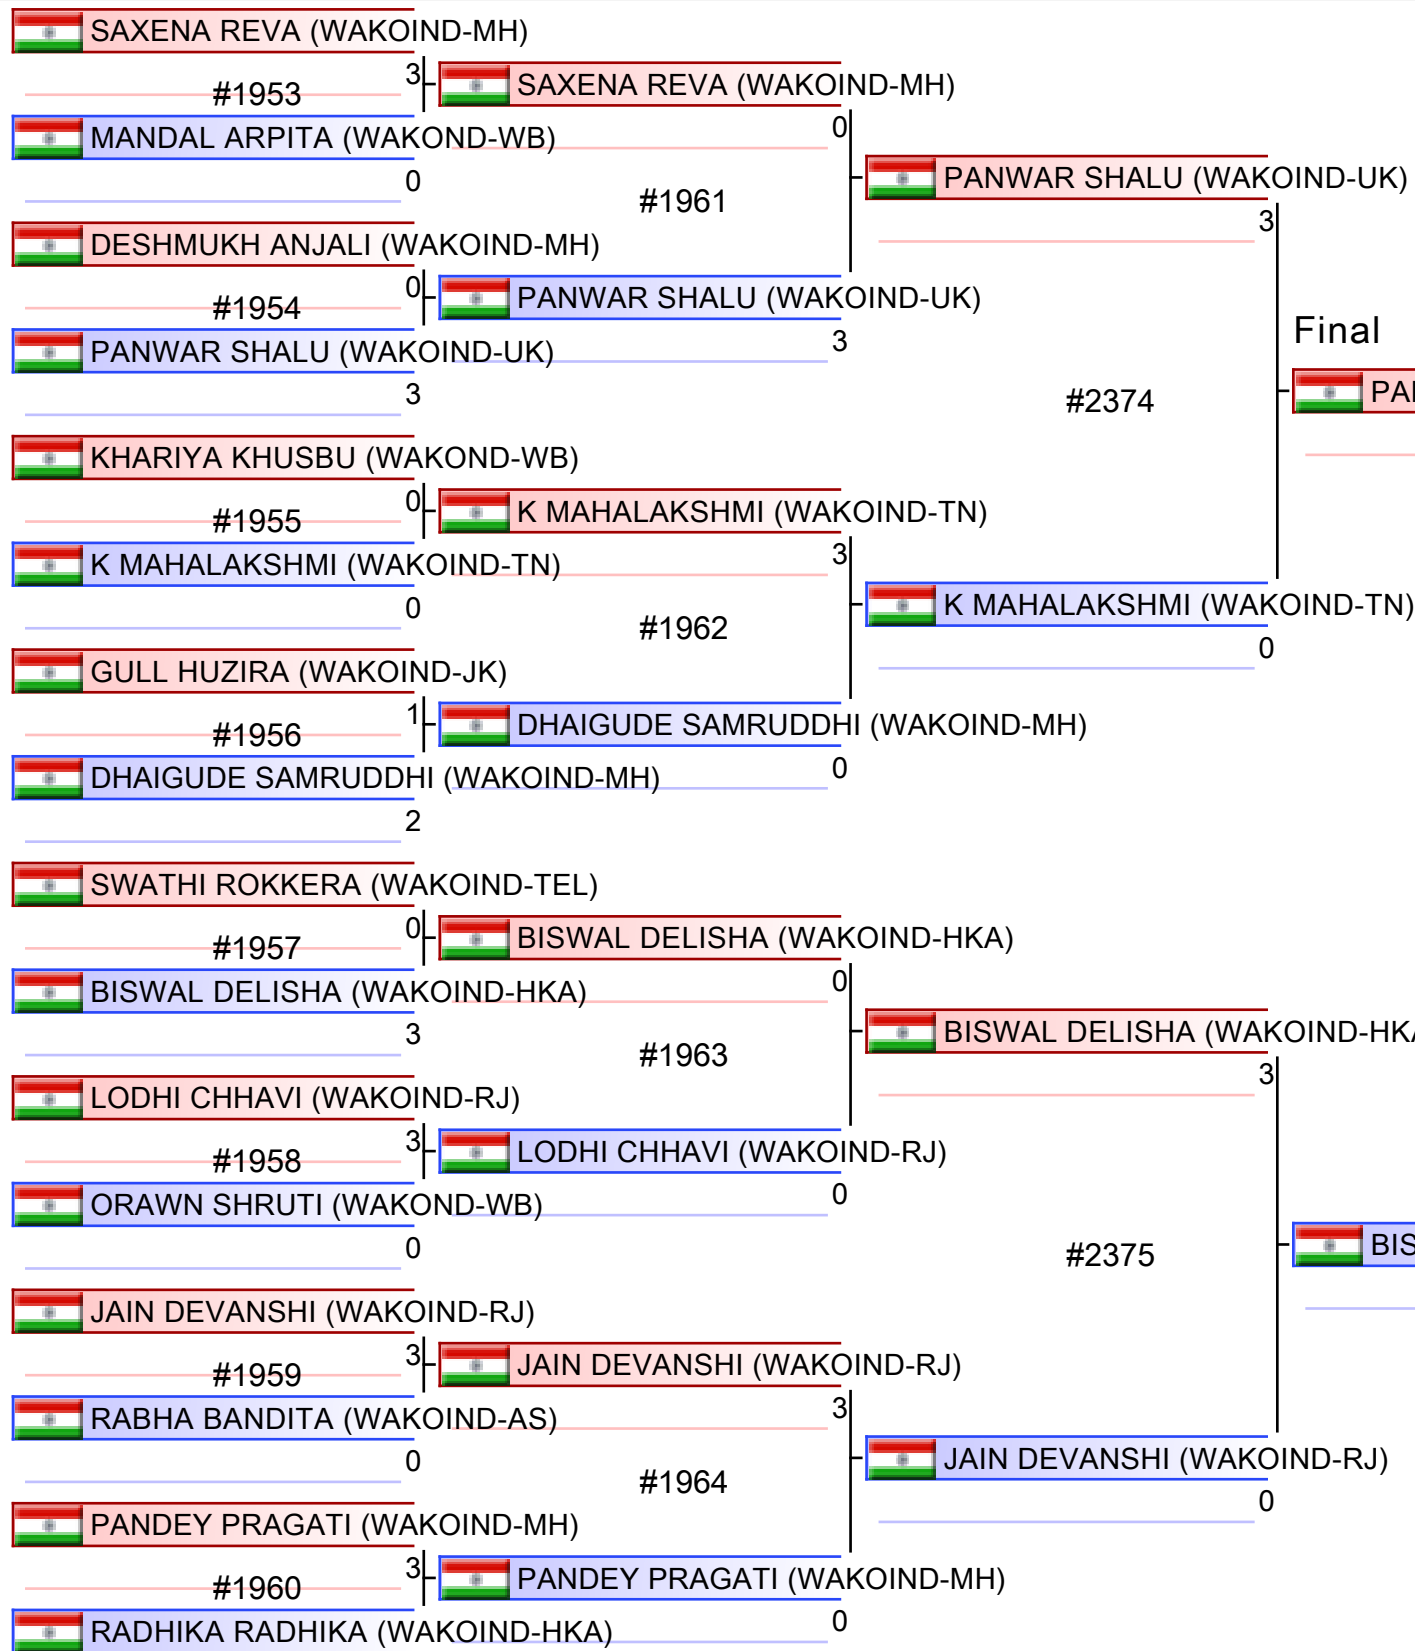 SAXENA REVA (WAKOIND-MH)
3
#1953
MANDAL ARPITA (WAKOND-WB)
0
DESHMUKH ANJALI (WAKOIND-MH)
0
#1954
PANWAR SHALU (WAKOIND-UK)
3
KHARIYA KHUSBU (WAKOND-WB)
0
#1955
K MAHALAKSHMI (WAKOIND-TN)
0
GULL HUZIRA (WAKOIND-JK)
1
#1956
DHAIGUDE SAMRUDDHI (WAKOIND-MH)
2
SWATHI ROKKERA (WAKOIND-TEL)
0
#1957
BISWAL DELISHA (WAKOIND-HKA)
3
LODHI CHHAVI (WAKOIND-RJ)
3
#1958
ORAWN SHRUTI (WAKOND-WB)
0
JAIN DEVANSHI (WAKOIND-RJ)
3
#1959
RABHA BANDITA (WAKOIND-AS)
0
PANDEY PRAGATI (WAKOIND-MH)
3
#1960
RADHIKA RADHIKA (WAKOIND-HKA)
SAXENA REVA (WAKOIND-MH)
0
#1961
PANWAR SHALU (WAKOIND-UK)
3
K MAHALAKSHMI (WAKOIND-TN)
3
#1962
DHAIGUDE SAMRUDDHI (WAKOIND-MH)
0
BISWAL DELISHA (WAKOIND-HKA)
0
#1963
LODHI CHHAVI (WAKOIND-RJ)
0
JAIN DEVANSHI (WAKOIND-RJ)
3
#1964
PANDEY PRAGATI (WAKOIND-MH)
0
PANWAR SHALU (WAKOIND-UK)
3
#2374
K MAHALAKSHMI (WAKOIND-TN)
0
BISWAL DELISHA (WAKOIND-HKA
3
#2375
JAIN DEVANSHI (WAKOIND-RJ)
0
Final
PA
BIS